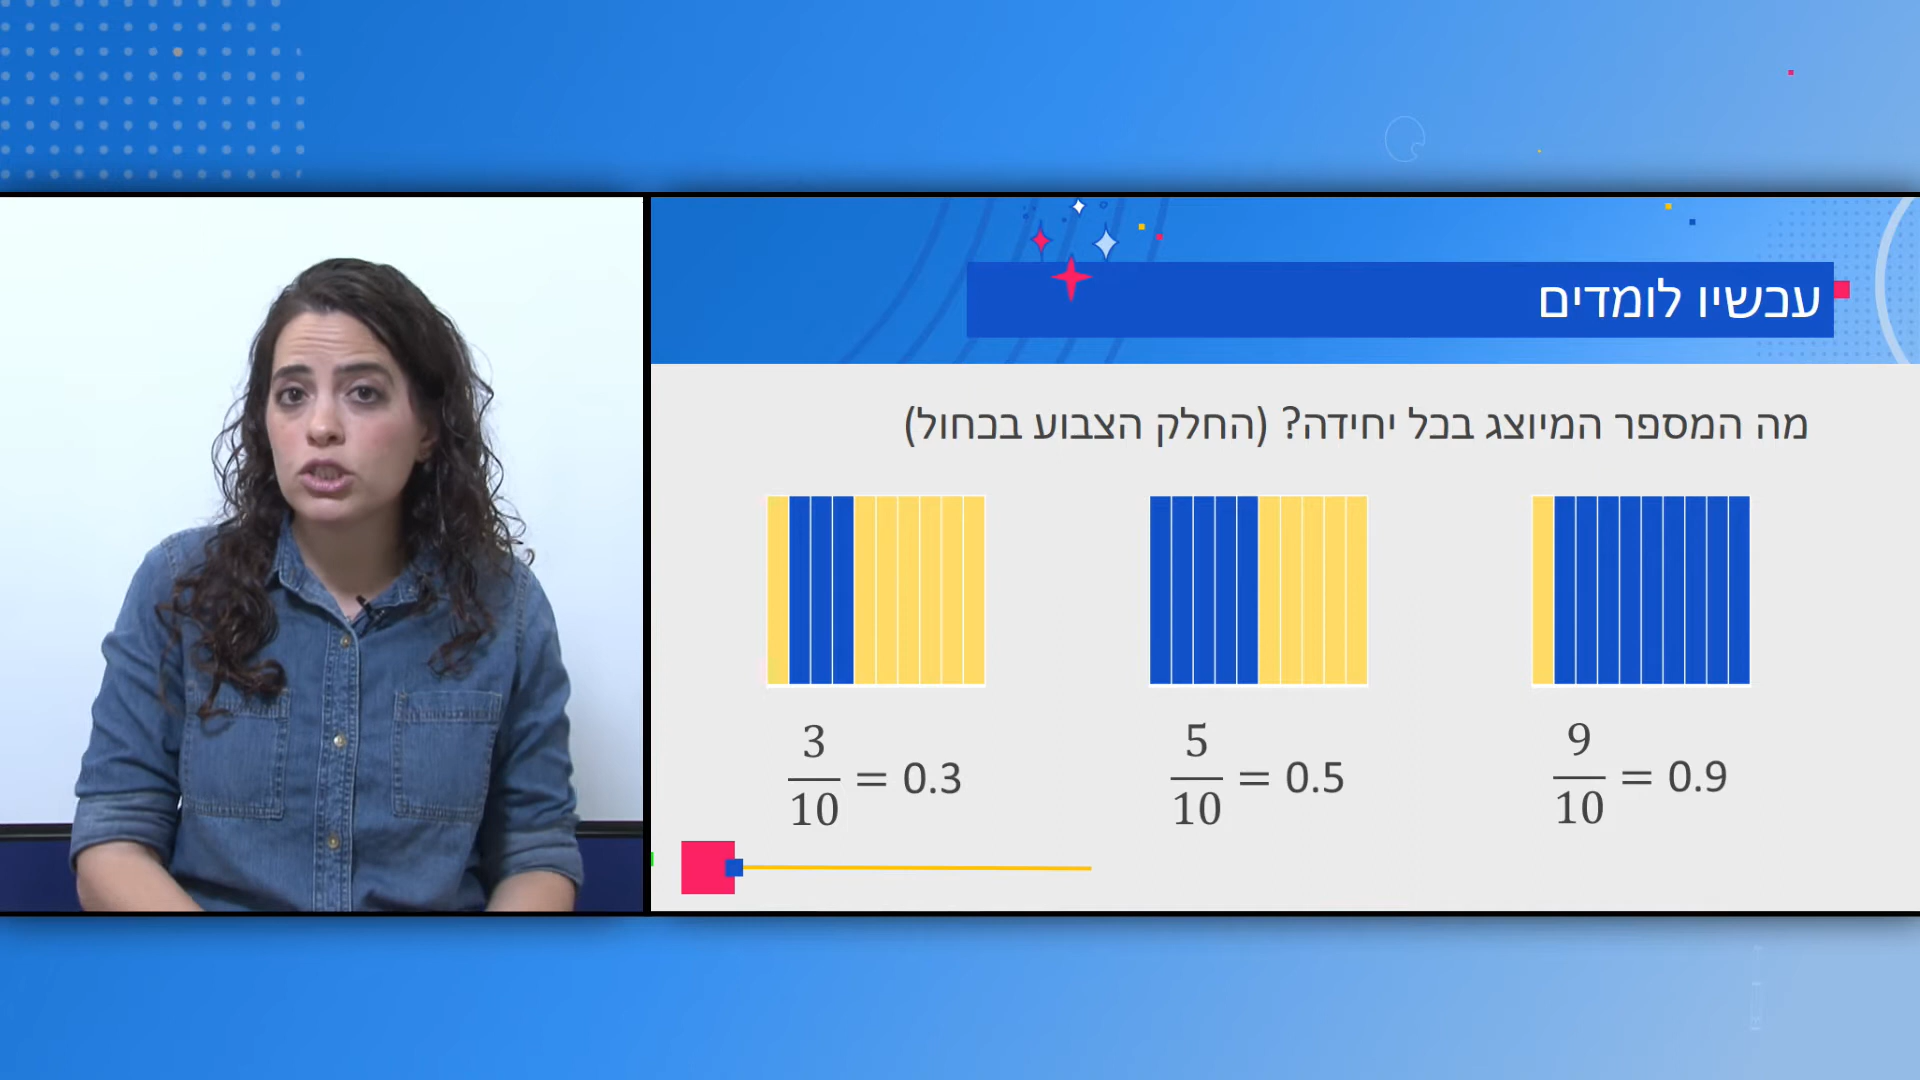 עכשיו לומדים
מה המספר המיוצג בכל יחידה? (החלק הצבוע בכחול)
9/10 = 0.9
5/10 = 0.5
3/10 = 0.3